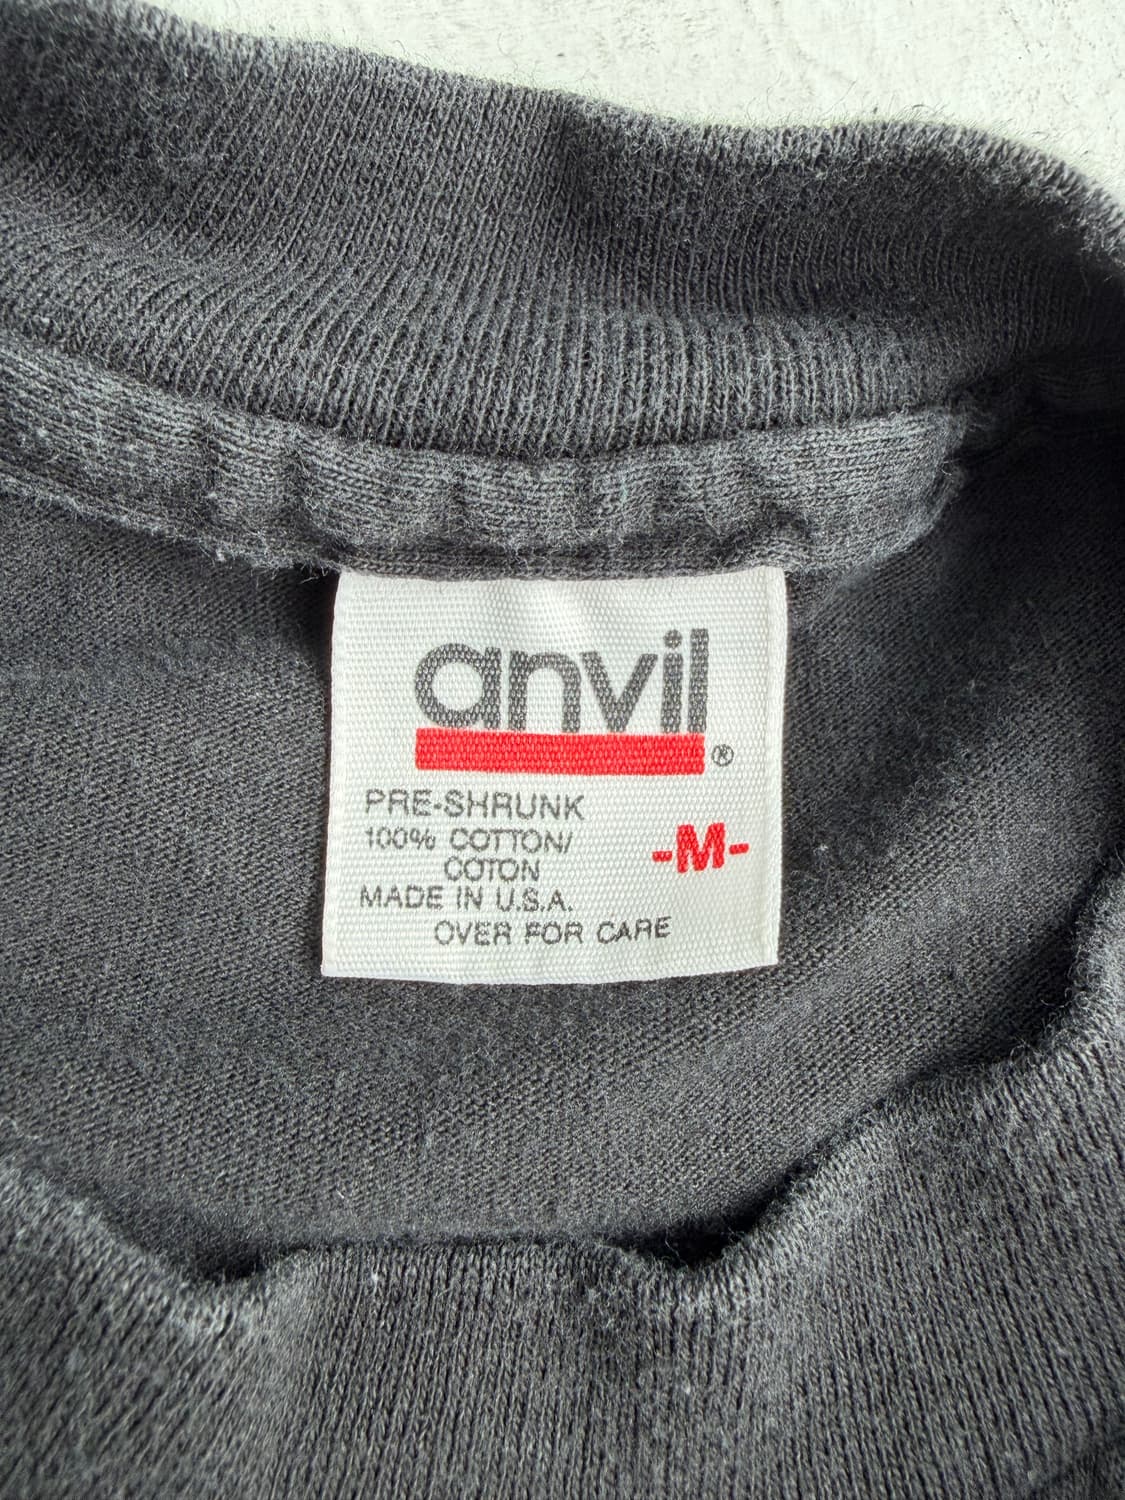 anvil®
PRE-SHRUNK
100% COTTON/
COTON
-M-
MADE IN U.S.A.
OVER FOR CARE